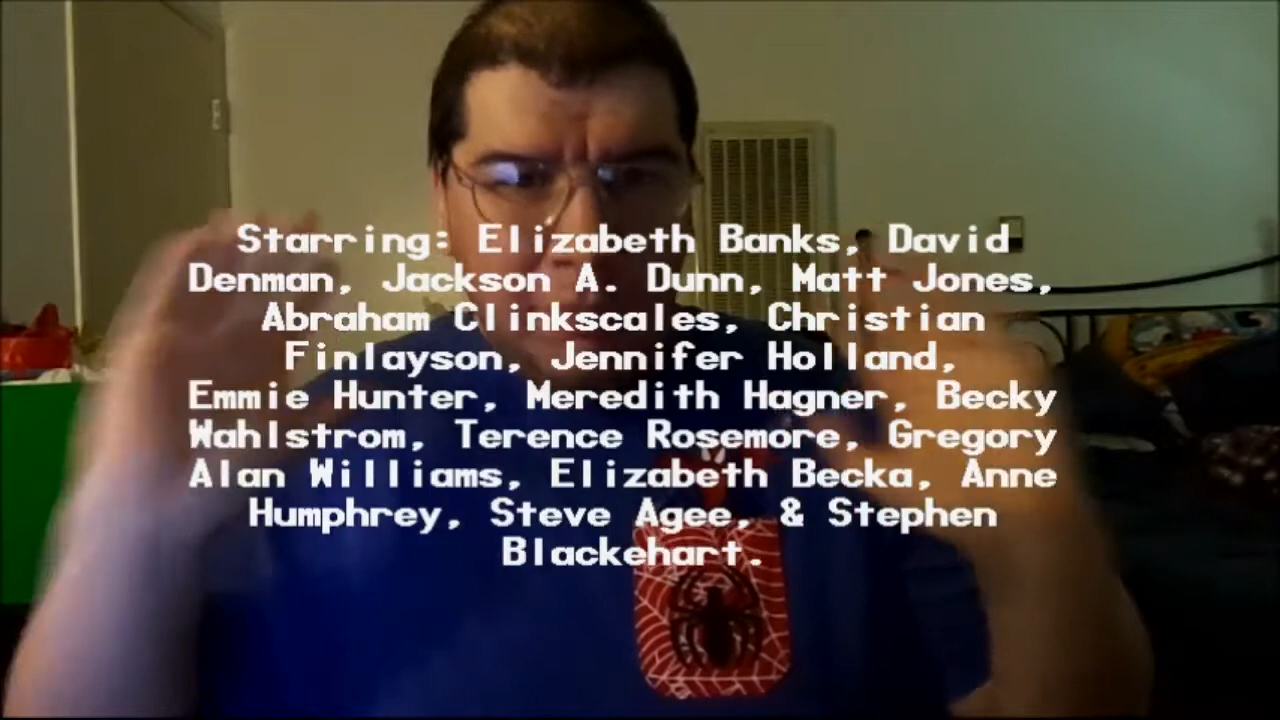 Starring: Elizabeth Banks, David
Denman, Jackson A. Dunn, Matt Jones,
Abraham Clinkscales, Christian
Finlayson, Jennifer Holland,
Emmie Hunter, Meredith Hagner, Becky
Wahlstrom, Terence Rosemore, Gregory
Alan Williams, Elizabeth Becka, Anne
Humphrey, Steve Agee, & Stephen
Blackehart.